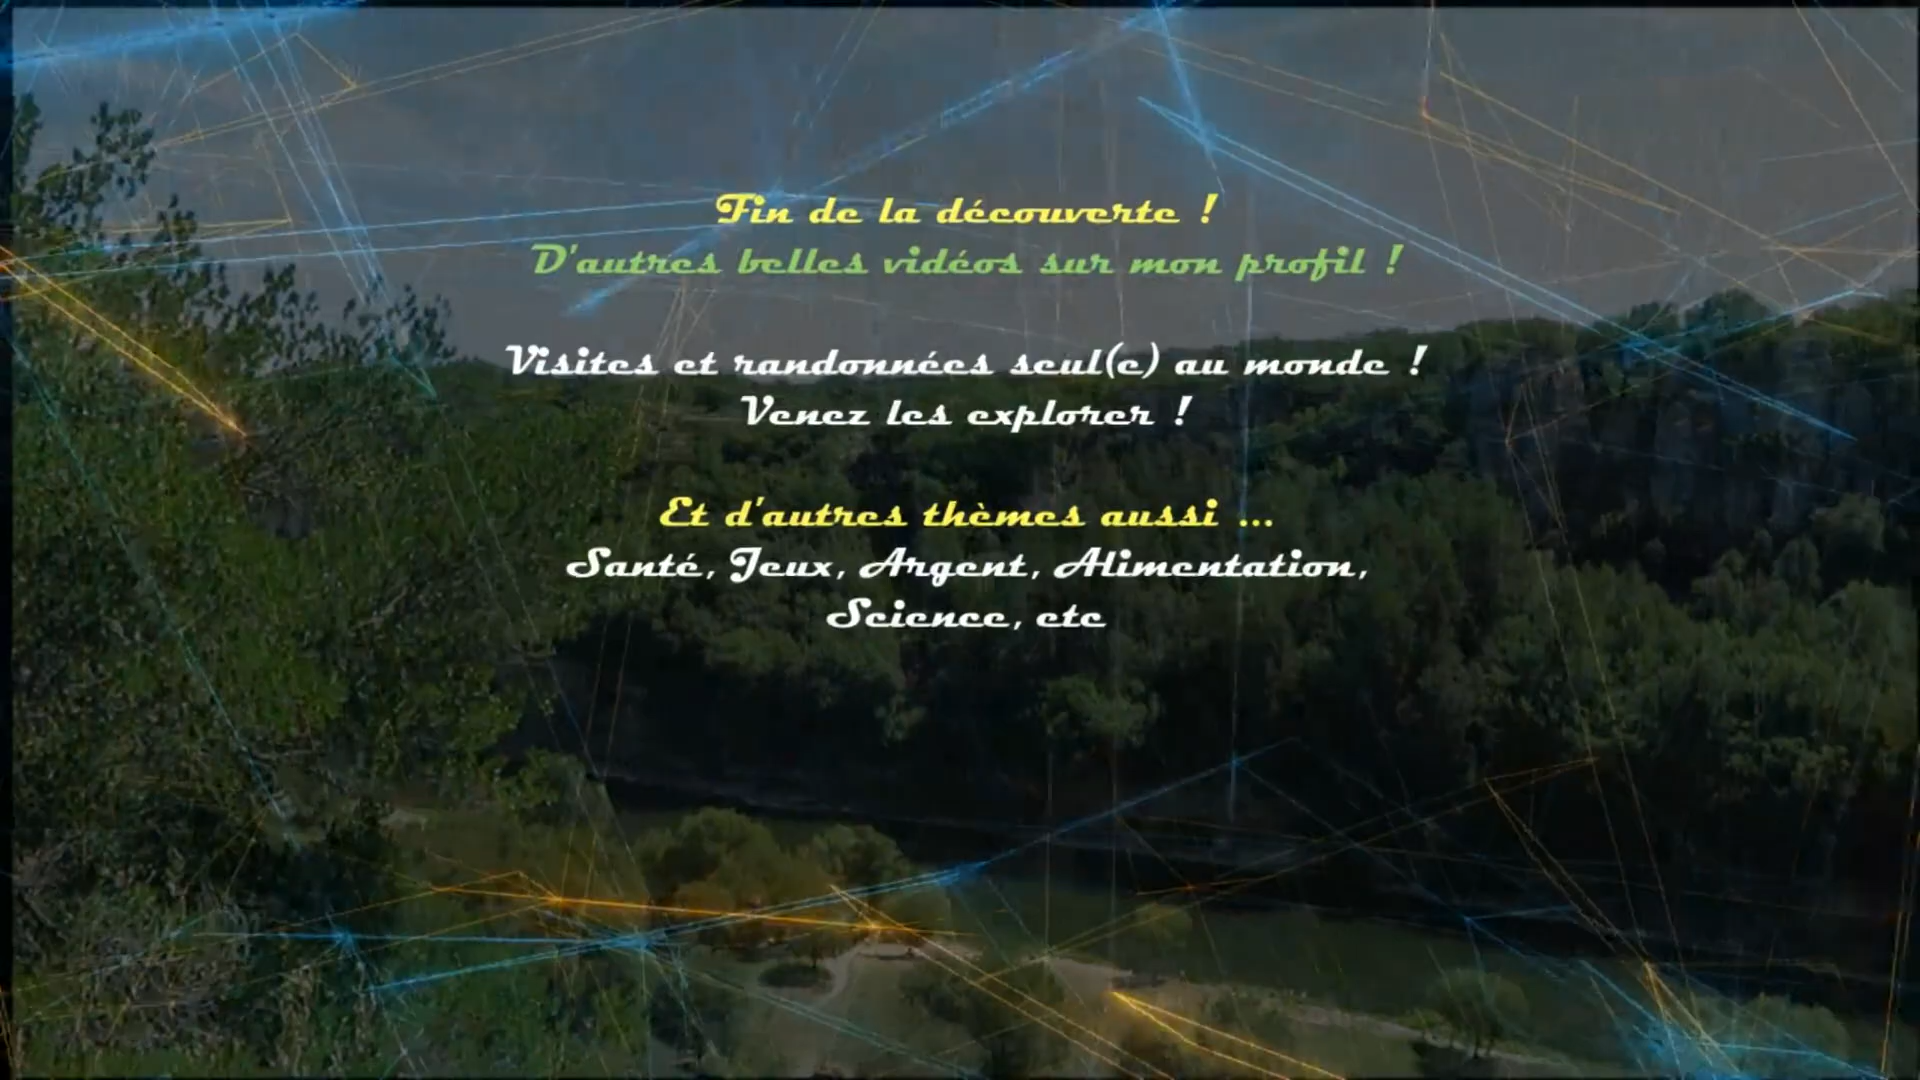 Fin de la découverte !
D'autres belles vidéos sur mon profil !
Visites et randonnées seul(e) au monde !
Venez les explorer !
Et d'autres thèmes aussi ...
Santé, Jeux, Argent, Alimentation,
Science, etc